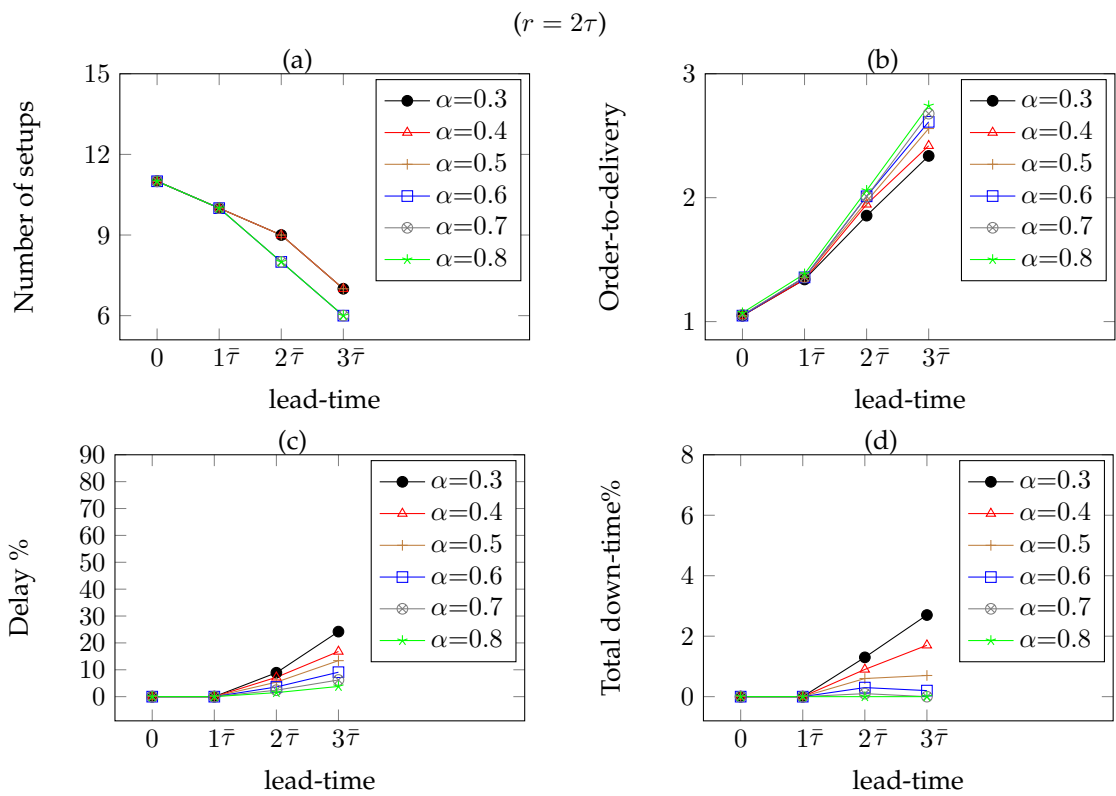 (r = 2τ)
(a)
Number of setups
15
12
9
6
0 1τ̄ 2τ̄ 3τ̄
lead-time
α=0.3
α=0.4
α=0.5
α=0.6
α=0.7
α=0.8
(b)
Order-to-delivery
3
2
1
0 1τ̄ 2τ̄ 3τ̄
lead-time
α=0.3
α=0.4
α=0.5
α=0.6
α=0.7
α=0.8
(c)
Delay %
90
80
70
60
50
40
30
20
10
0
0 1τ̄ 2τ̄ 3τ̄
lead-time
α=0.3
α=0.4
α=0.5
α=0.6
α=0.7
α=0.8
(d)
Total down-time%
8
6
4
2
0
0 1τ̄ 2τ̄ 3τ̄
lead-time
α=0.3
α=0.4
α=0.5
α=0.6
α=0.7
α=0.8